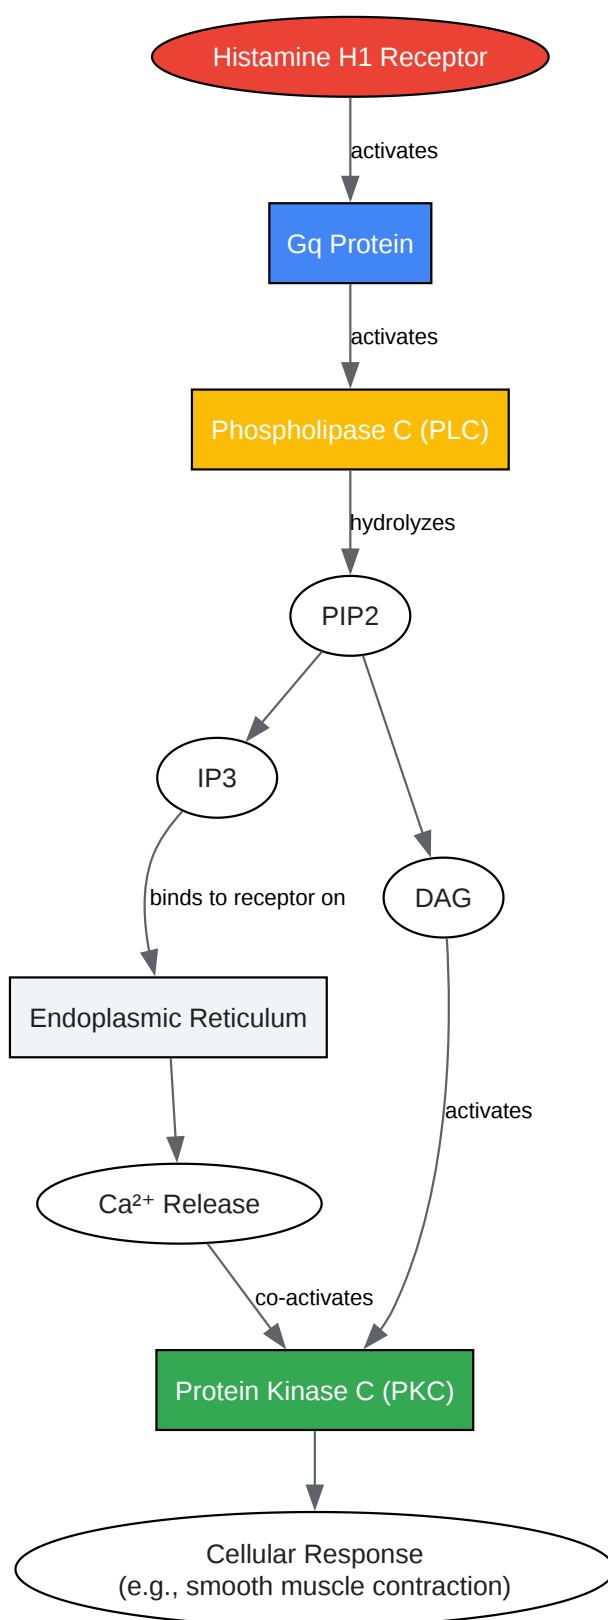 Histamine H1 Receptor
activates
Gq Protein
activates
Phospholipase C (PLC)
hydrolyzes
PIP2
IP3
binds to receptor on
DAG
Endoplasmic Reticulum
activates
Ca²⁺ Release
co-activates
Protein Kinase C (PKC)
Cellular Response
(e.g., smooth muscle contraction)